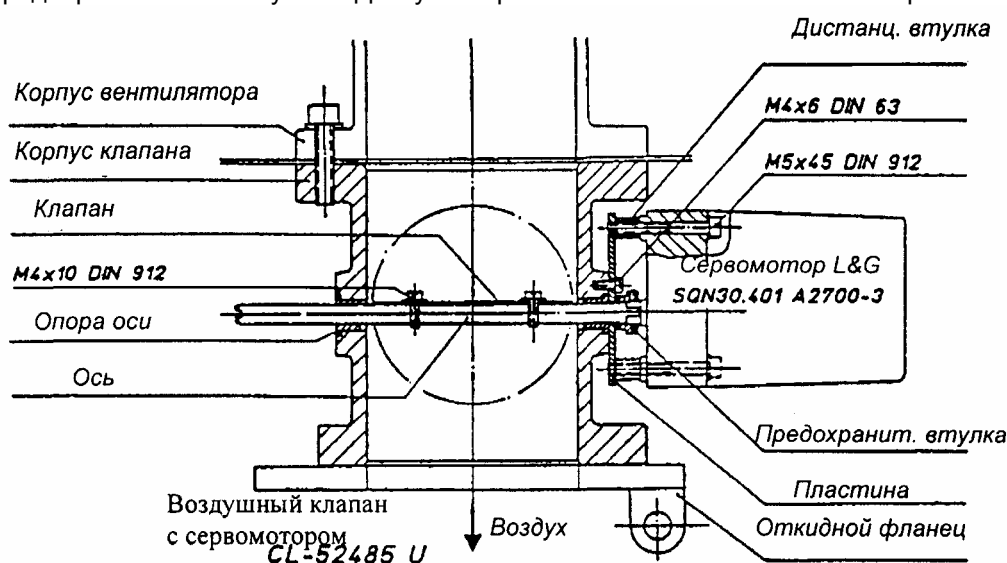 Дистанц. втулка
Корпус вентилятора
M4x6 DIN 63
Корпус клапана
M5x45 DIN 912
Клапан
Сервомотор L&G
M4x10 DIN 912
SQN30.401 A2700-3
Опора оси
Ось
Предохранит. втулка
Пластина
Воздушный клапан
с сервомотором
Воздух
Откидной фланец
CL-52485 U